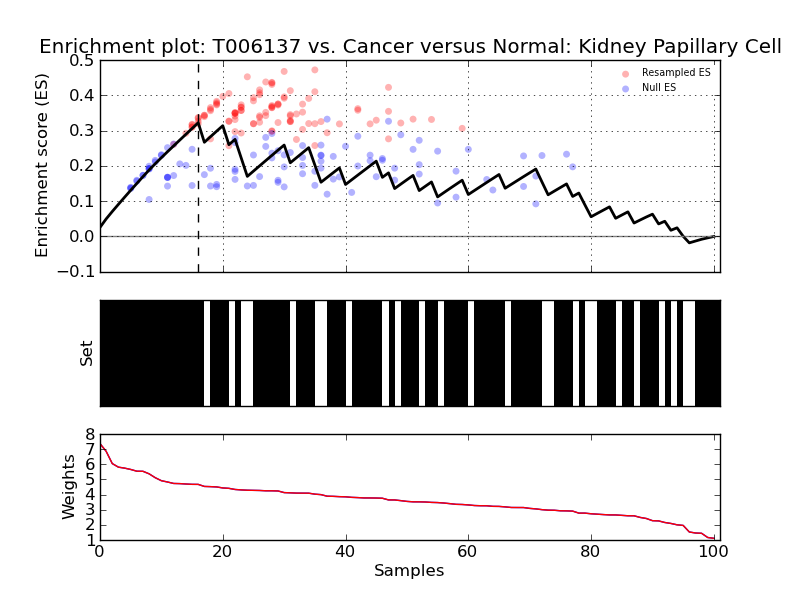 Enrichment plot: T006137 vs. Cancer versus Normal: Kidney Papillary Cell
0.5
0.4
0.3
0.2
0.1
0.0
−0.1
Enrichment score (ES)
Resampled ES
Null ES
Set
8
7
6
5
4
3
2
1
Weights
0 20 40 60 80 100
Samples